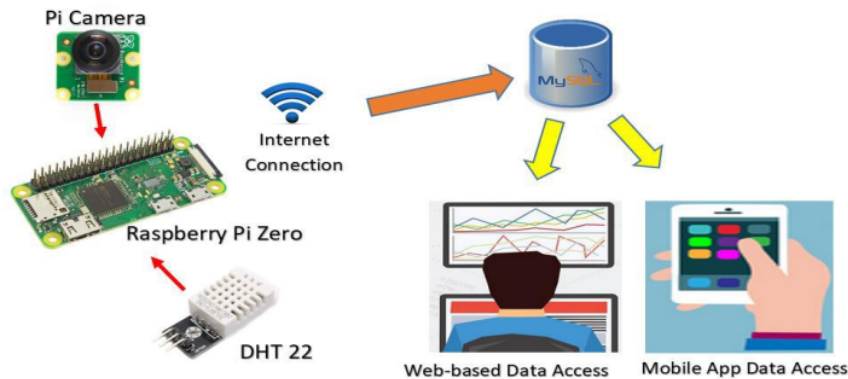 Pi Camera
Internet
Connection
MySQL
Raspberry Pi Zero
DHT 22
Web-based Data Access
Mobile App Data Access